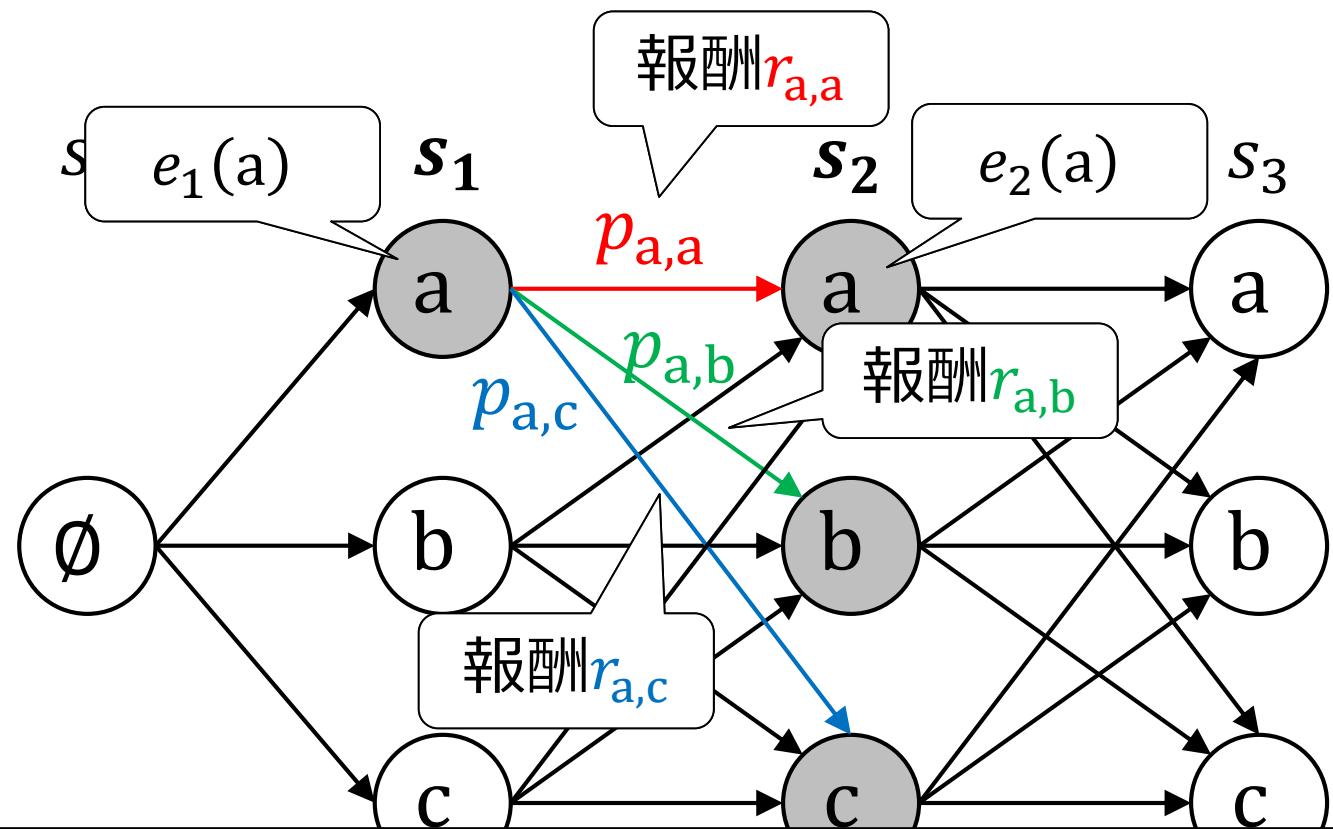 報酬r_{a,a}
e_1(a)
s_1
s_2
e_2(a)
s_3
p_{a,a}
a
a
a
p_{a,b}
報酬r_{a,b}
p_{a,c}
∅
b
b
b
報酬r_{a,c}
c
c
c